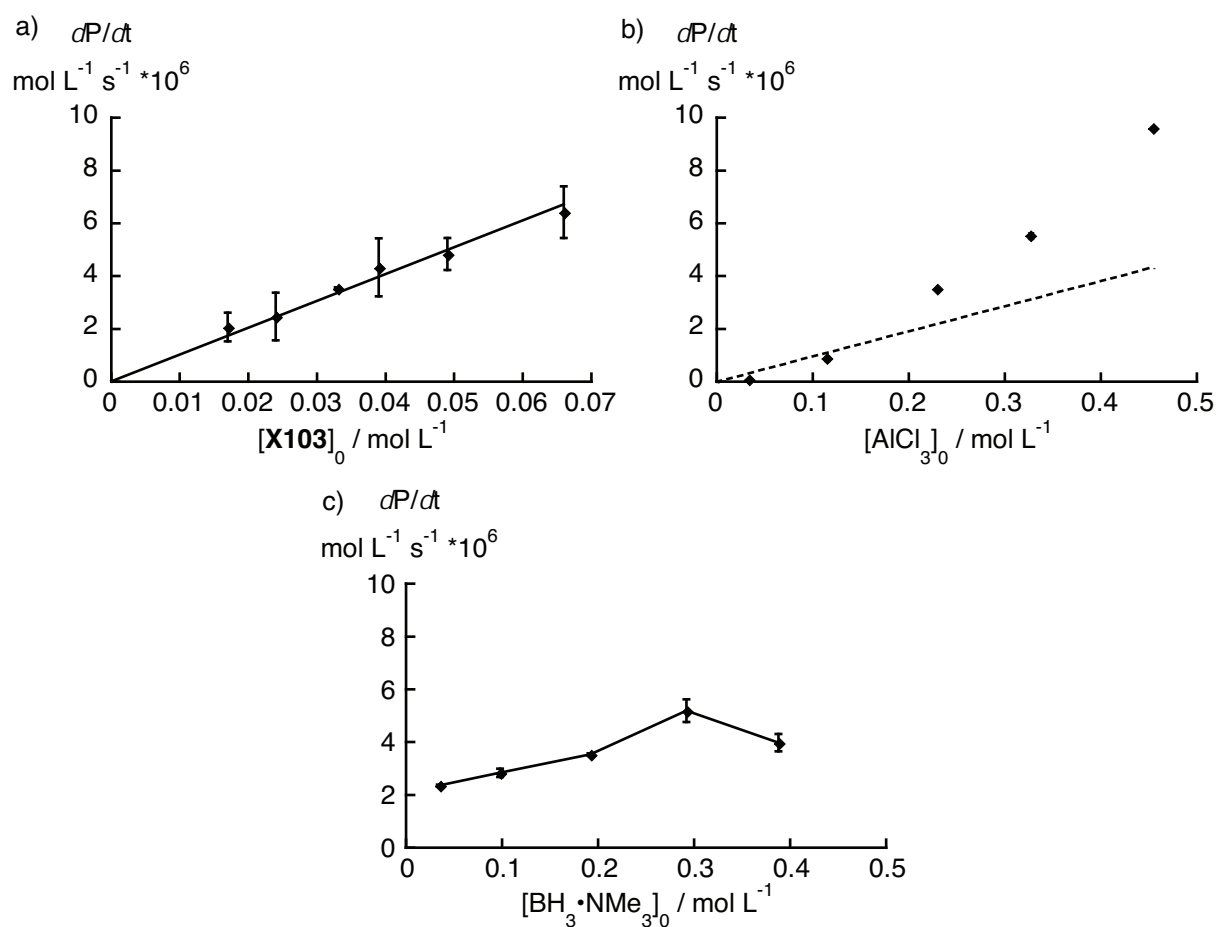 a) dP/dt
mol L⁻¹ s⁻¹ *10⁶
10
8
6
4
2
0
0 0.01 0.02 0.03 0.04 0.05 0.06 0.07
[X103]₀ / mol L⁻¹
b) dP/dt
mol L⁻¹ s⁻¹ *10⁶
10
8
6
4
2
0
0 0.1 0.2 0.3 0.4 0.5
[AlCl₃]₀ / mol L⁻¹
c) dP/dt
mol L⁻¹ s⁻¹ *10⁶
10
8
6
4
2
0
0 0.1 0.2 0.3 0.4 0.5
[BH₃•NMe₃]₀ / mol L⁻¹